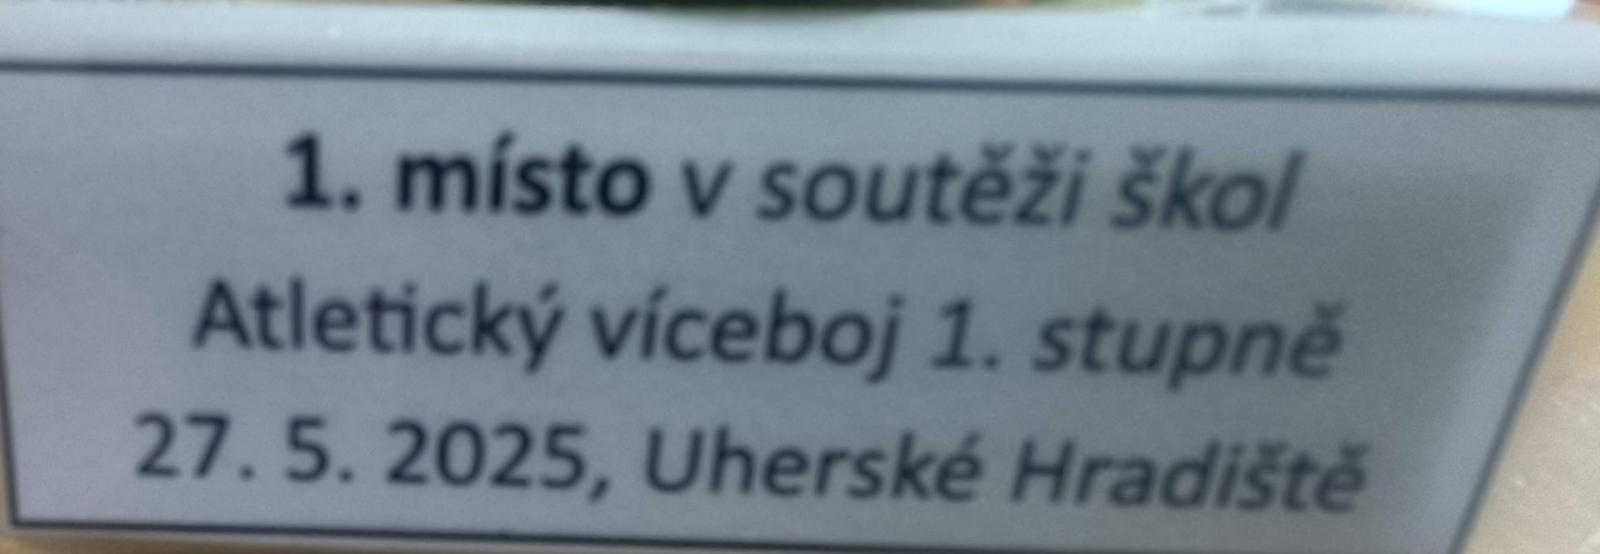 1. místo v soutěži škol
Atletický víceboj 1. stupně
27. 5. 2025, Uherské Hradiště